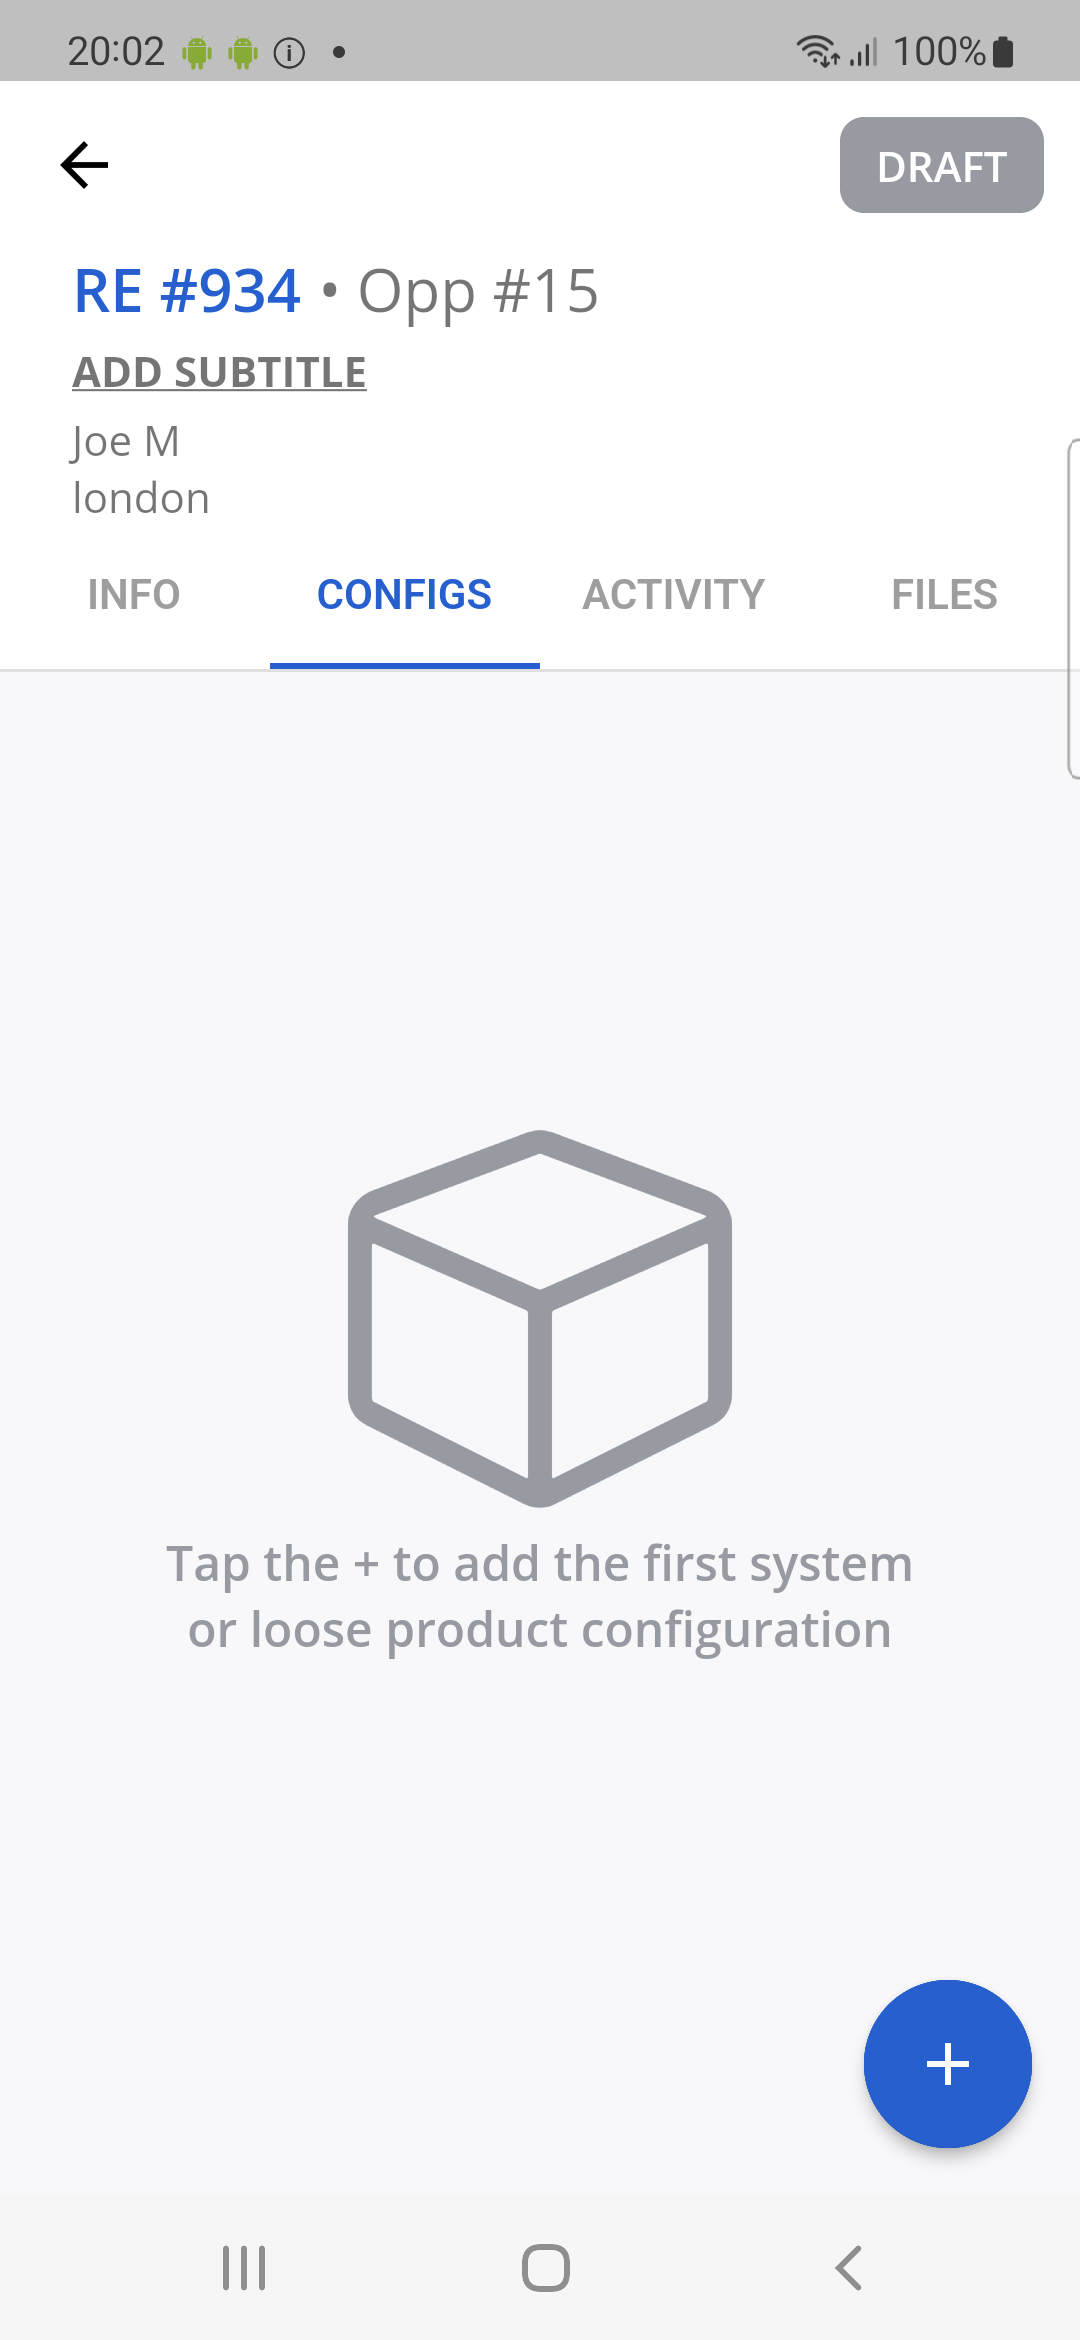 20:02 100%
DRAFT
RE #934 • Opp #15
ADD SUBTITLE
Joe M
london
INFO CONFIGS ACTIVITY FILES
Tap the + to add the first system
or loose product configuration